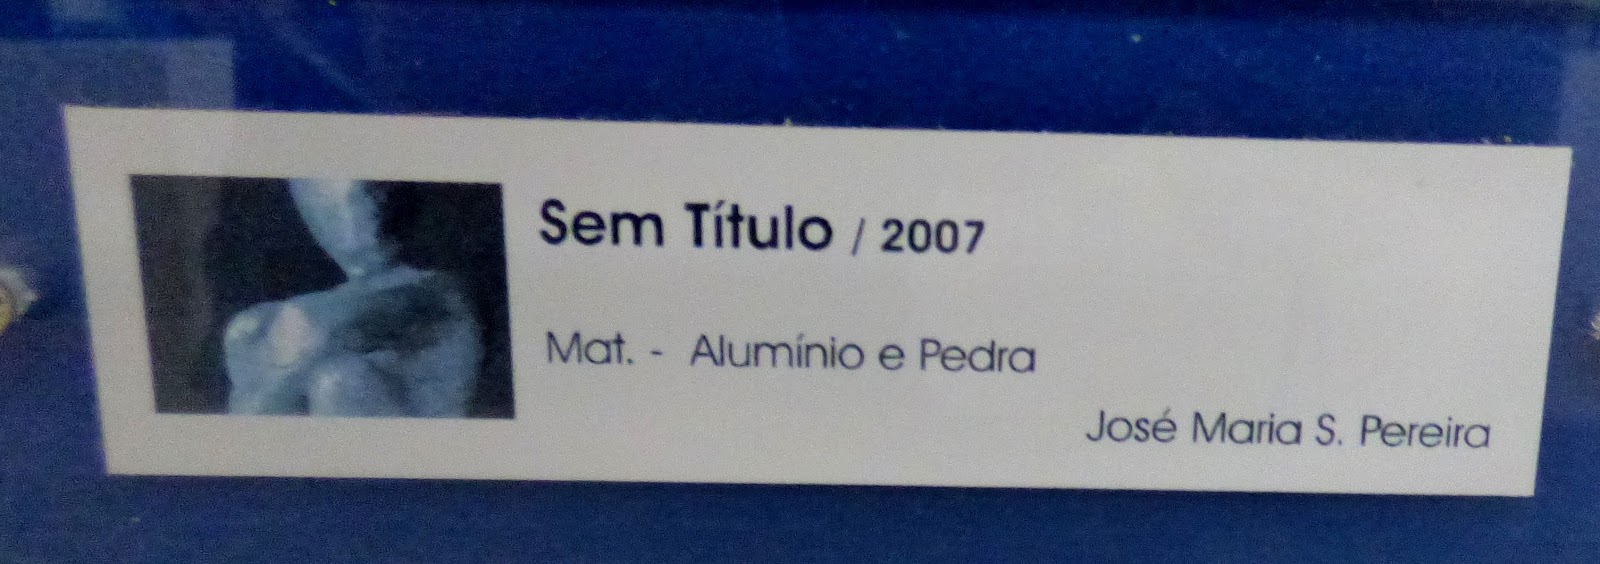 Sem Título / 2007
Mat. - Alumínio e Pedra
José Maria S. Pereira